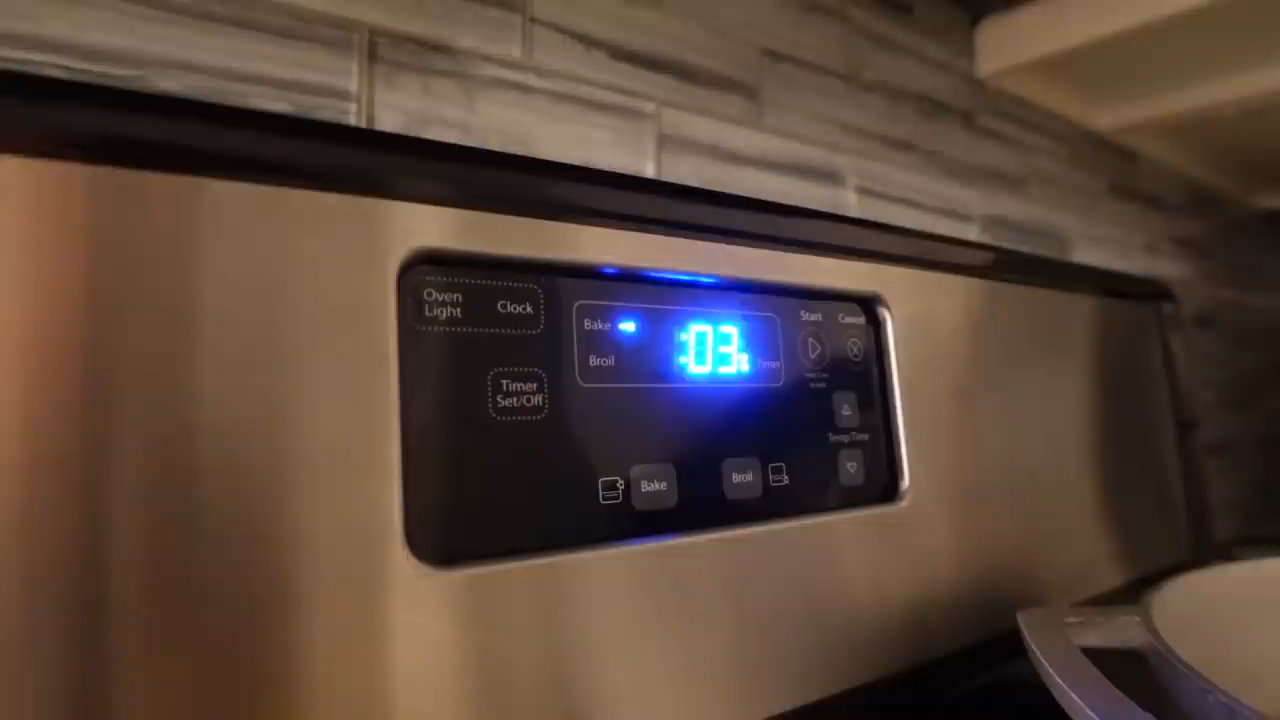 Oven Light
Clock
Timer
Set/Off
Bake
Broil
:03
Timer
Start
Cancel
Temp/Time
Bake
Broil